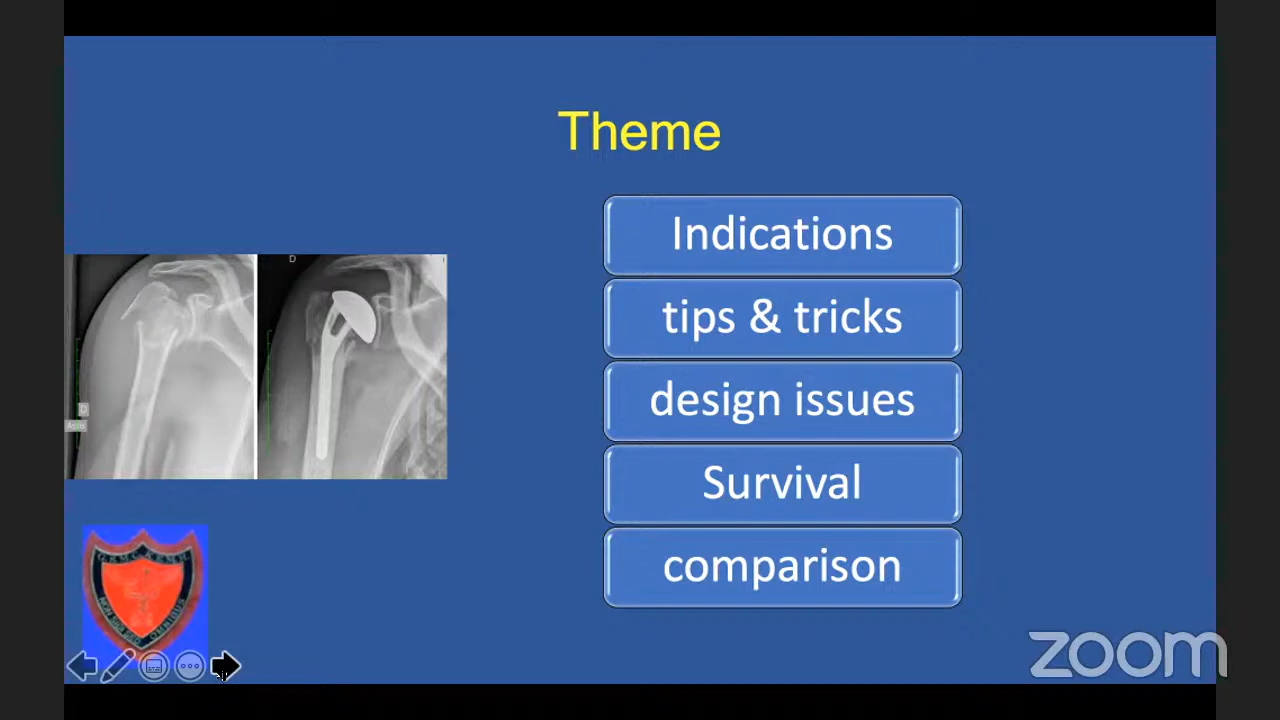 Theme
Indications
tips & tricks
design issues
Survival
comparison
D
D
zoom